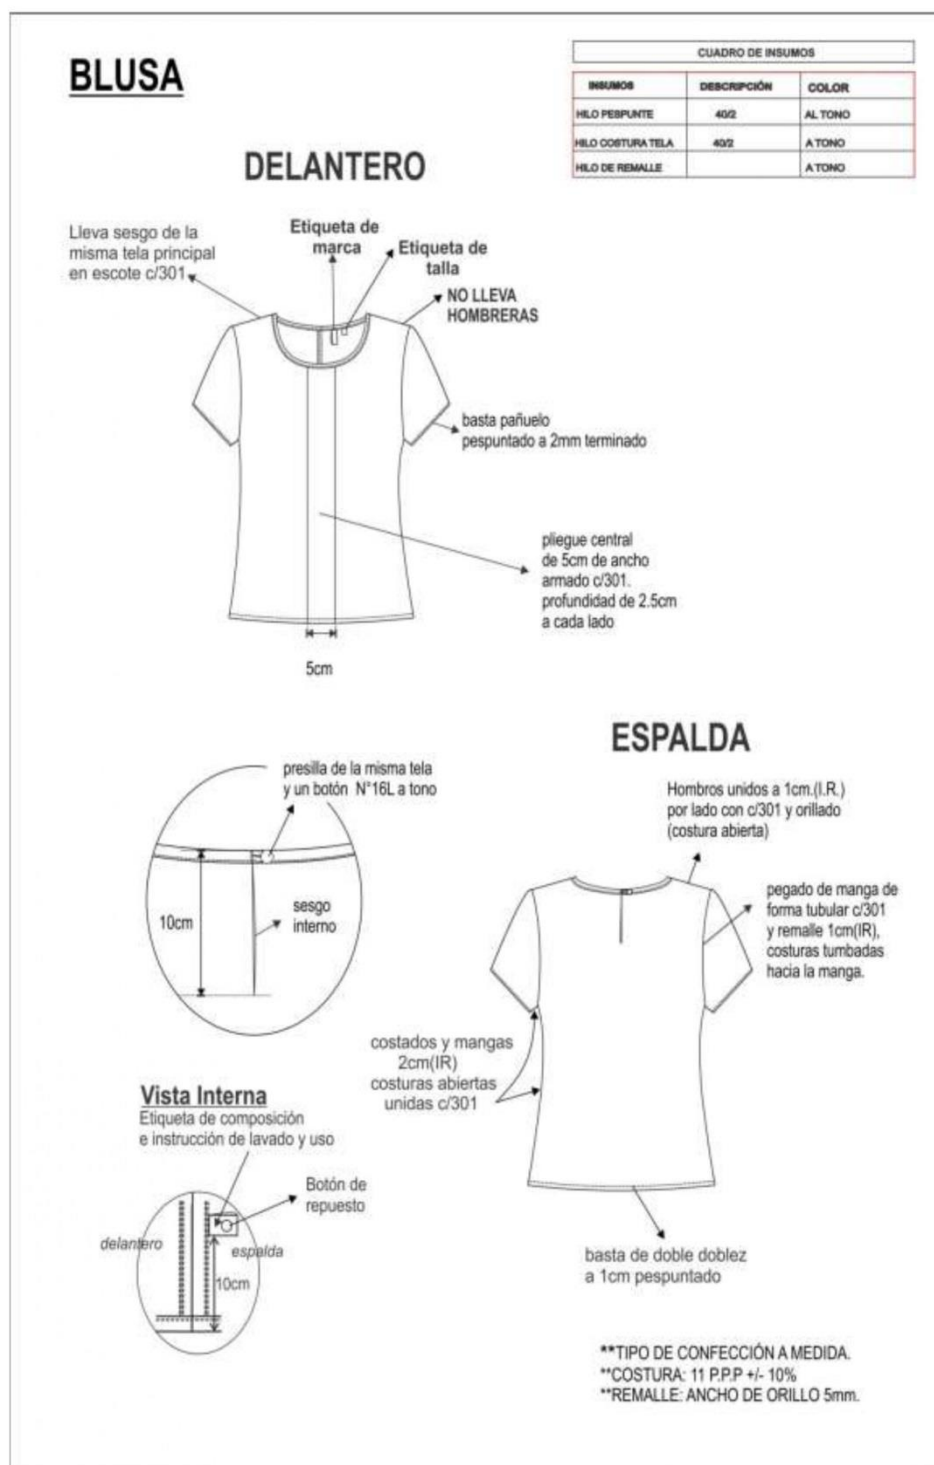 BLUSA
CUADRO DE INSUMOS
INSUMOS DESCRIPCIÓN COLOR
HILO PESPUNTE 40/2 AL TONO
HILO COSTURA TELA 40/2 A TONO
HILO DE REMALLE A TONO
DELANTERO
Lleva sesgo de la
misma tela principal
en escote c/301
Etiqueta de
marca
Etiqueta de
talla
NO LLEVA
HOMBRERAS
basta pañuelo
pespuntado a 2mm terminado
pliegue central
de 5cm de ancho
armado c/301.
profundidad de 2.5cm
a cada lado
5cm
ESPALDA
presilla de la misma tela
y un botón N°16L a tono
10cm
sesgo
interno
Hombros unidos a 1cm.(I.R.)
por lado con c/301 y orillado
(costura abierta)
pegado de manga de
forma tubular c/301
y remalle 1cm(IR),
costuras tumbadas
hacia la manga.
costados y mangas
2cm(IR)
costuras abiertas
unidas c/301
Vista Interna
Etiqueta de composición
e instrucción de lavado y uso
Botón de
repuesto
delantero
espalda
10cm
basta de doble doblez
a 1cm pespuntado
**TIPO DE CONFECCIÓN A MEDIDA.
**COSTURA: 11 P.P.P +/- 10%
**REMALLE: ANCHO DE ORILLO 5mm.